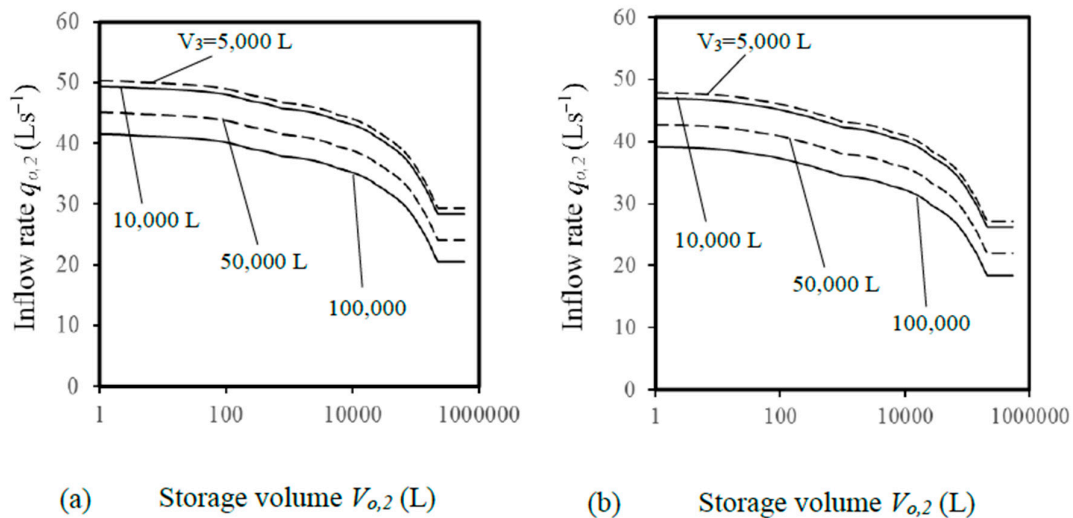 60
50
40
30
20
10
0
Inflow rate qo,2 (Ls⁻¹)
V3=5,000 L
10,000 L
50,000 L
100,000
1 100 10000 1000000
(a) Storage volume Vo,2 (L)
60
50
40
30
20
10
0
Inflow rate qo,2 (Ls⁻¹)
V3=5,000 L
10,000 L
50,000 L
100,000
1 100 10000 1000000
(b) Storage volume Vo,2 (L)